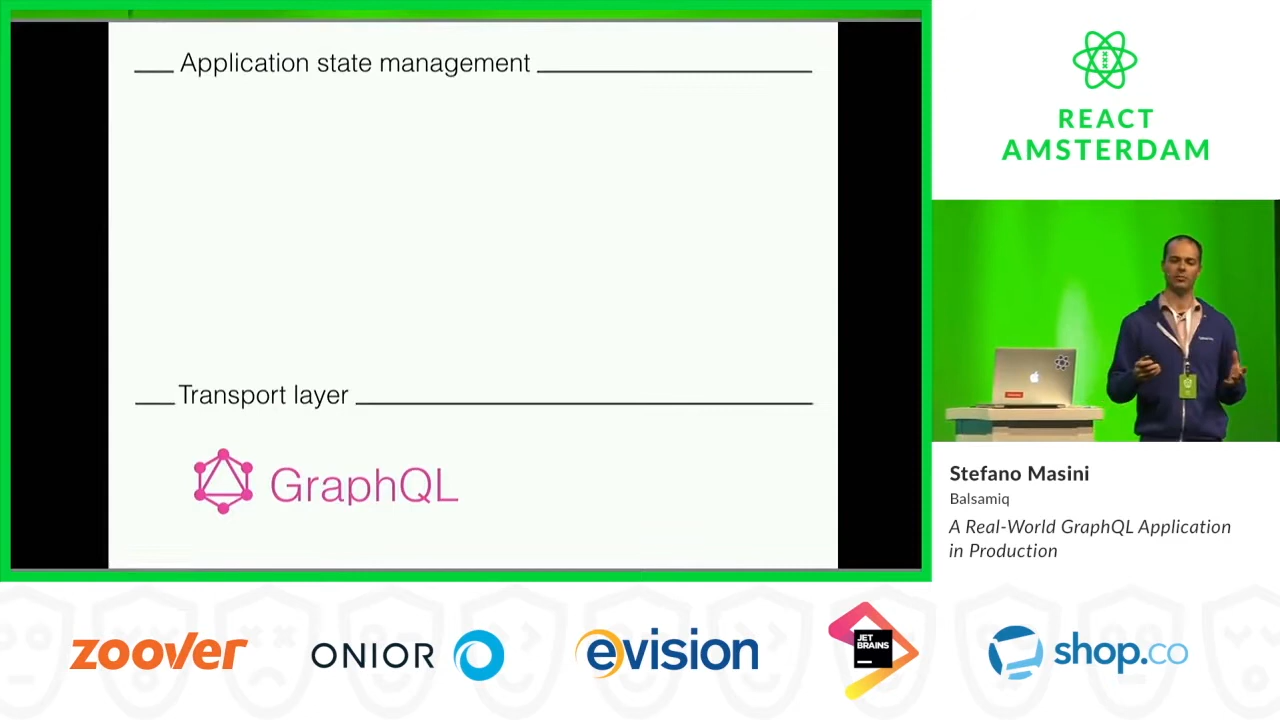 Application state management
Transport layer
GraphQL
REACT
AMSTERDAM
Stefano Masini
Balsamiq
A Real-World GraphQL Application
in Production
zoover
ONIOR
evision
JET
BRAINS
shop.co